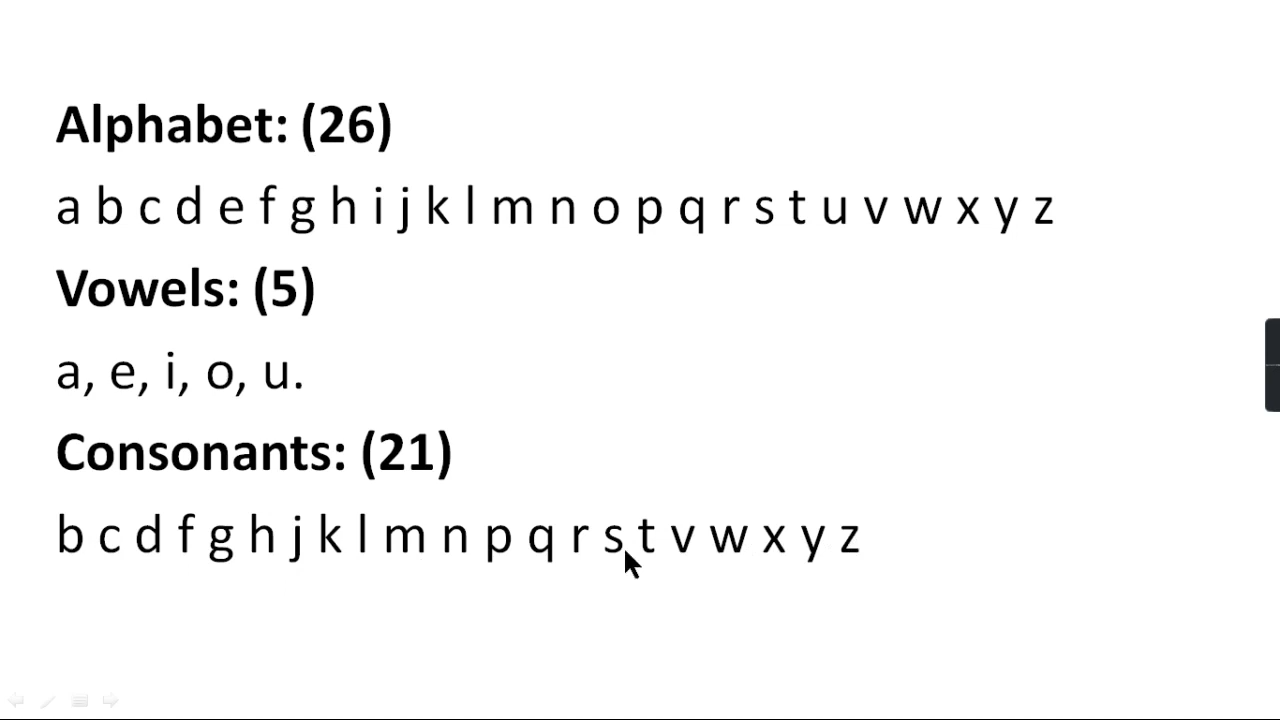 Alphabet: (26)
a b c d e f g h i j k l m n o p q r s t u v w x y z
Vowels: (5)
a, e, i, o, u.
Consonants: (21)
b c d f g h j k l m n p q r s t v w x y z